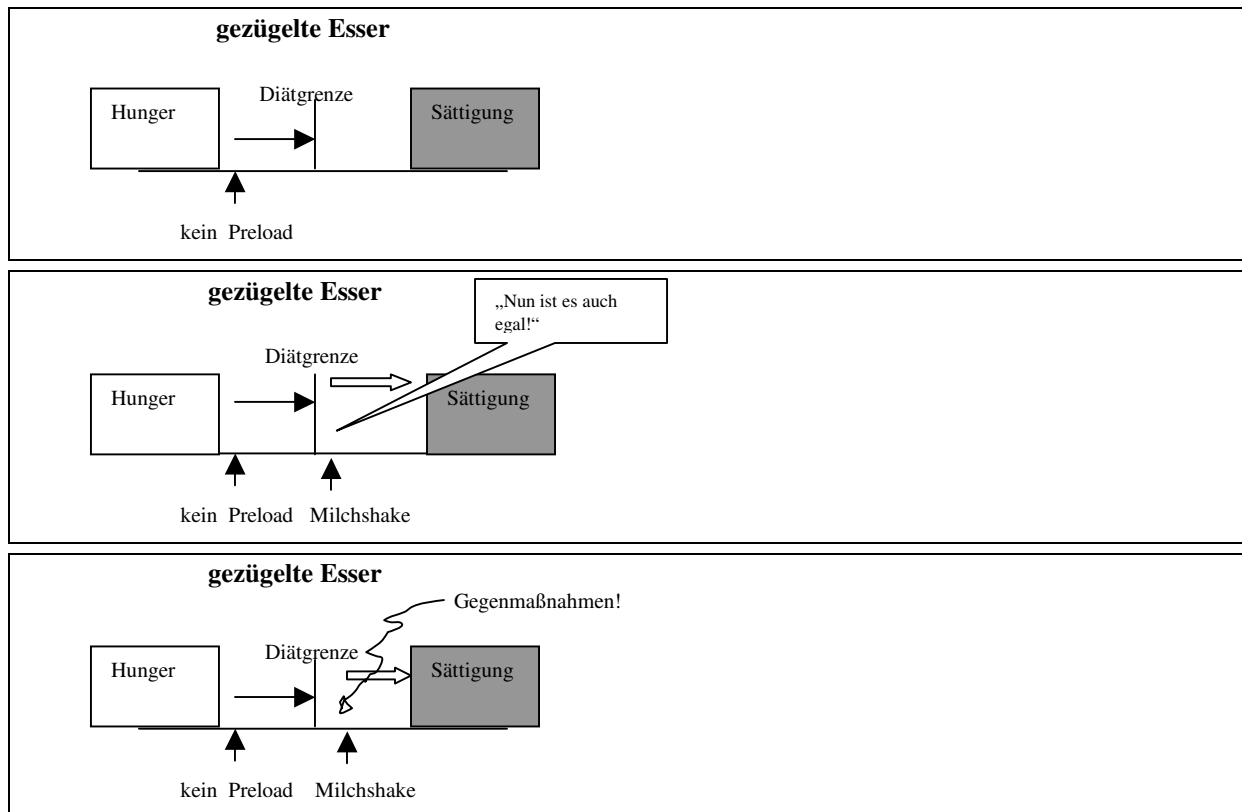 gezügelte Esser
Diätgrenze
Hunger
Sättigung
kein Preload
gezügelte Esser
„Nun ist es auch
egal!“
Diätgrenze
Hunger
Sättigung
kein Preload Milchshake
gezügelte Esser
Gegenmaßnahmen!
Diätgrenze
Hunger
Sättigung
kein Preload Milchshake